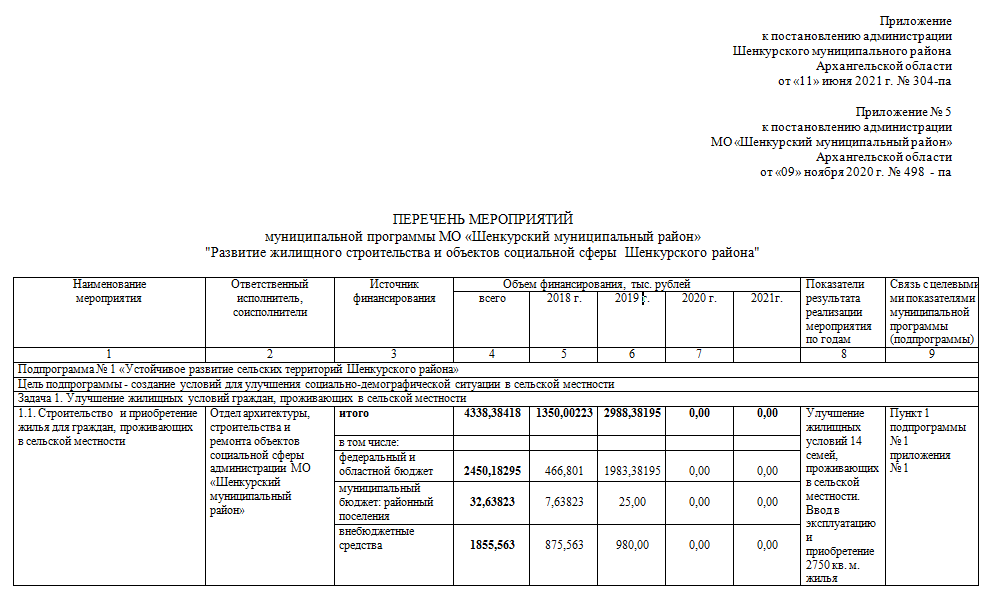 Приложение
к постановлению администрации
Шенкурского муниципального района
Архангельской области
от «11» июня 2021 г. № 304-па
Приложение № 5
к постановлению администрации
МО «Шенкурский муниципальный район»
Архангельской области
от «09» ноября 2020 г. № 498 - па
ПЕРЕЧЕНЬ МЕРОПРИЯТИЙ
муниципальной программы МО «Шенкурский муниципальный район»
"Развитие жилищного строительства и объектов социальной сферы Шенкурского района"
Наименование
мероприятия
Ответственный
исполнитель,
соисполнители
Источник
финансирования
Объем финансирования, тыс. рублей
всего 2018 г. 2019 г. 2020 г. 2021г.
Показатели
результата
реализации
мероприятия
по годам
Связь с целевыми
ми показателями
муниципальной
программы
(подпрограммы)
1 2 3 4 5 6 7 8 9
Подпрограмма № 1 «Устойчивое развитие сельских территорий Шенкурского района»
Цель подпрограммы - создание условий для улучшения социально-демографической ситуации в сельской местности
Задача 1. Улучшение жилищных условий граждан, проживающих в сельской местности
1.1. Строительство и приобретение
жилья для граждан, проживающих
в сельской местности
Отдел архитектуры,
строительства и
ремонта объектов
социальной сферы
администрации МО
«Шенкурский
муниципальный
район»
итого 4338,38418 1350,00223 2988,38195 0,00 0,00
в том числе:
федеральный и
областной бюджет 2450,18295 466,801 1983,38195 0,00 0,00
муниципальный
бюджет: районный
поселения 32,63823 7,63823 25,00 0,00 0,00
внебюджетные
средства 1855,563 875,563 980,00 0,00 0,00
Улучшение
жилищных
условий 14
семей,
проживающих
в сельской
местности.
Ввод в
эксплуатацию
и
приобретение
2750 кв. м.
жилья
Пункт 1
подпрограммы
№ 1
приложения
№ 1